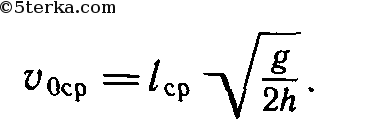 ©5terka.com
v₀ср = lср √(g/2h).